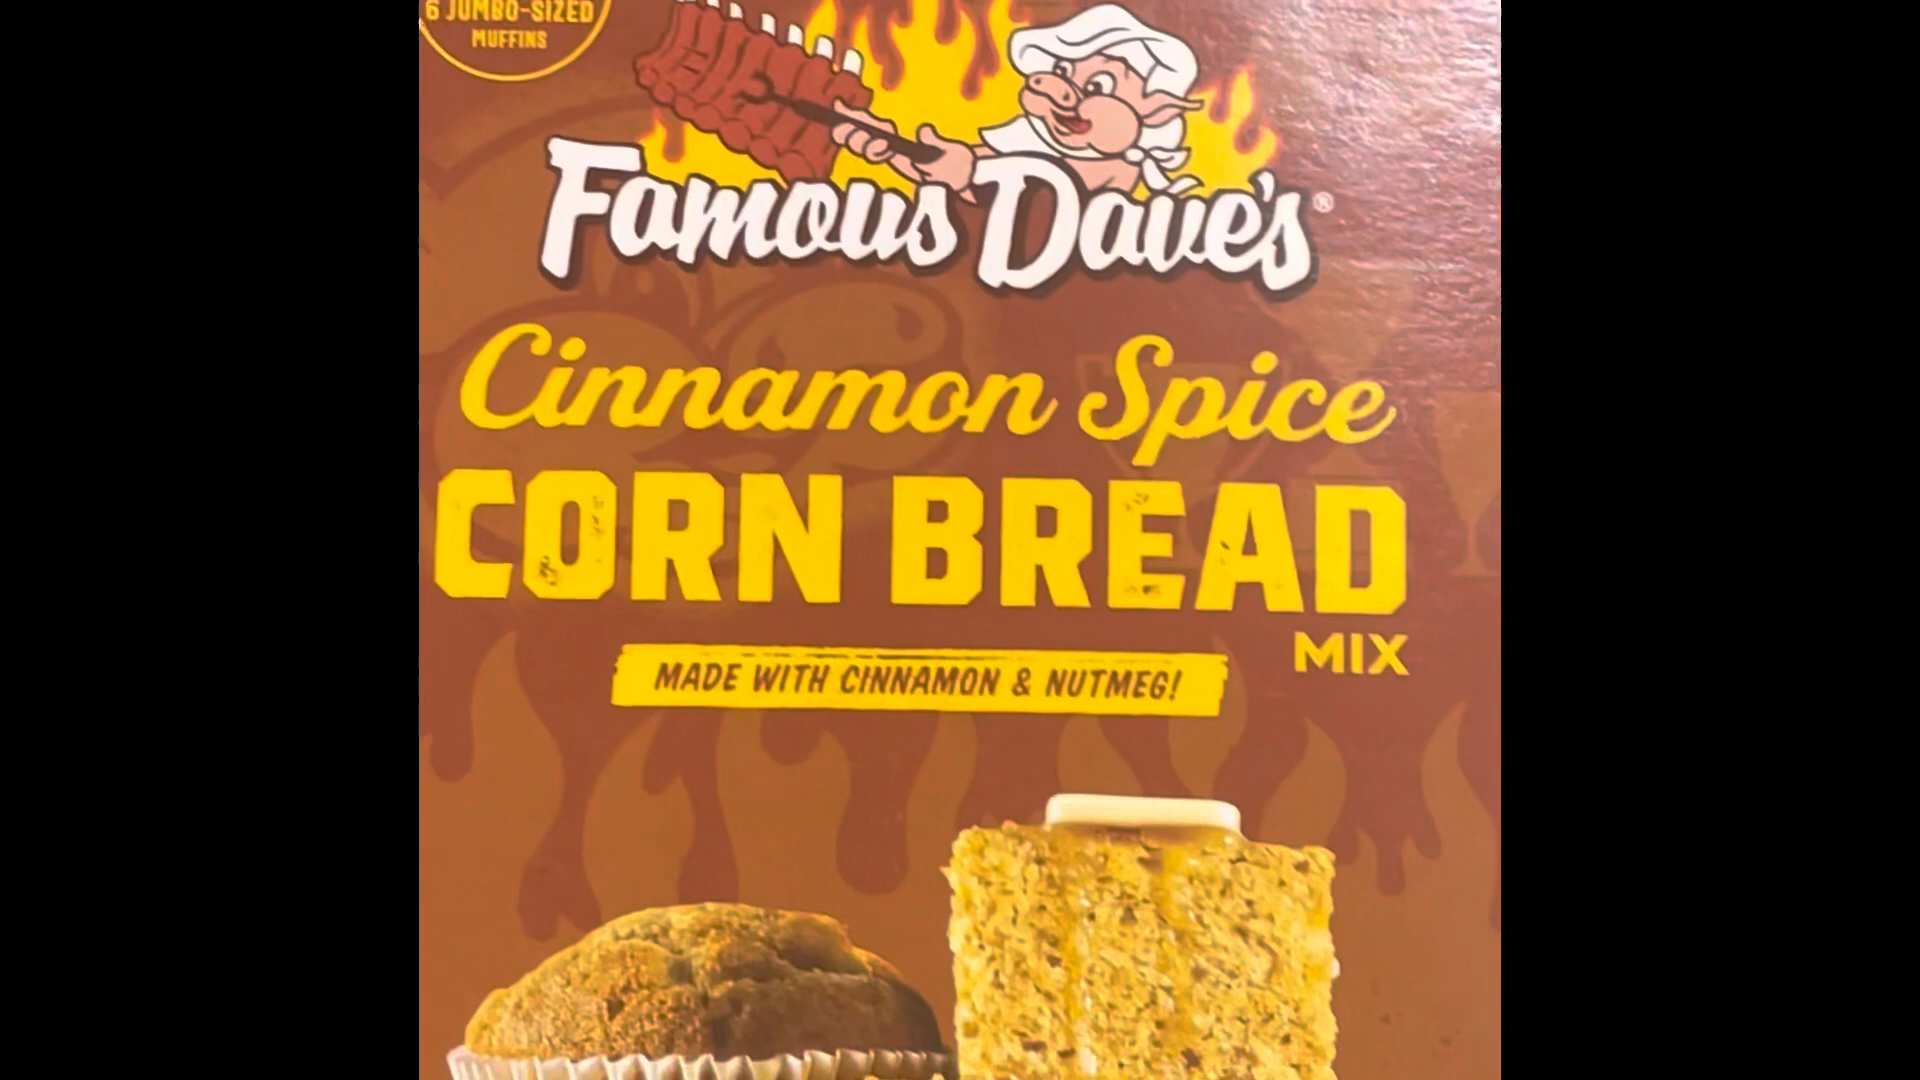 6 JUMBO-SIZED
MUFFINS
Famous Dave's®
Cinnamon Spice
CORN BREAD
MIX
MADE WITH CINNAMON & NUTMEG!